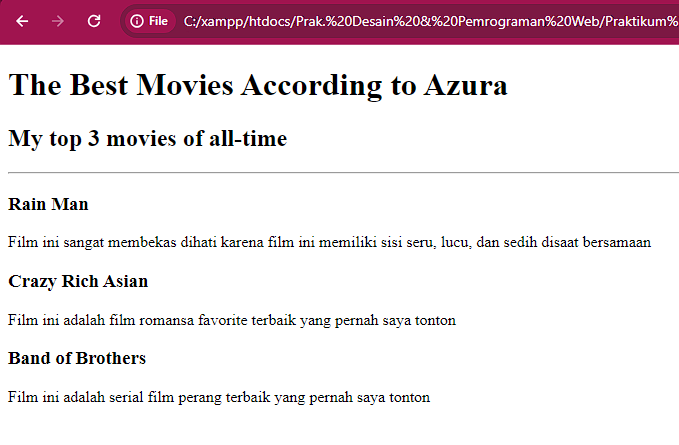 File C:/xampp/htdocs/Prak.%20Desain%20&%20Pemrograman%20Web/Praktikum%
The Best Movies According to Azura
My top 3 movies of all-time
Rain Man
Film ini sangat membekas dihati karena film ini memiliki sisi seru, lucu, dan sedih disaat bersamaan
Crazy Rich Asian
Film ini adalah film romansa favorite terbaik yang pernah saya tonton
Band of Brothers
Film ini adalah serial film perang terbaik yang pernah saya tonton